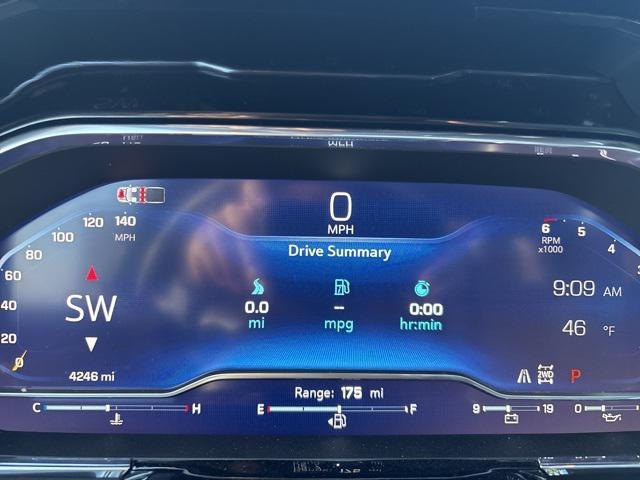 0
MPH
Drive Summary
0.0 -- 0:00
mi mpg hr:min
0 20 40 60 80 100 120 140
MPH
SW
4246 mi
6 5 4
RPM
x1000
9:09 AM
46 °F
2WD P
Range: 175 mi
C H E F 9 19 0